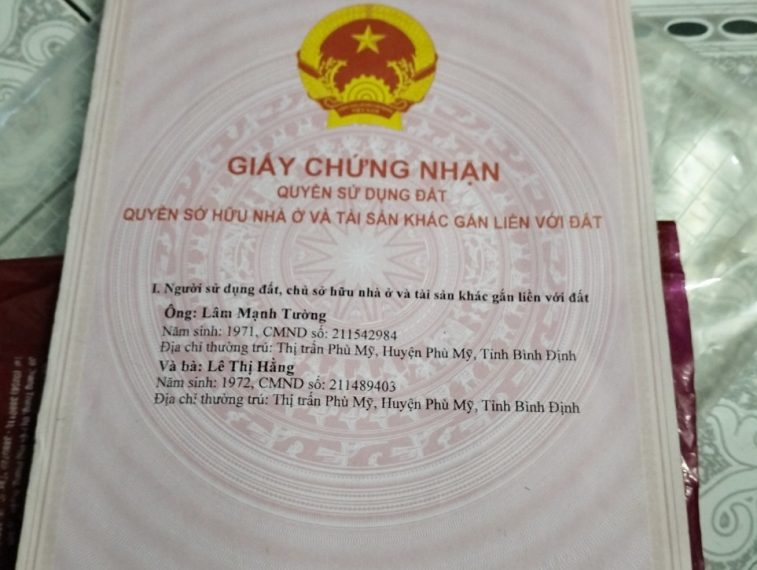 GIẤY CHỨNG NHẬN
QUYỀN SỬ DỤNG ĐẤT
QUYỀN SỞ HỮU NHÀ Ở VÀ TÀI SẢN KHÁC GẮN LIỀN VỚI ĐẤT
I. Người sử dụng đất, chủ sở hữu nhà ở và tài sản khác gắn liền với đất
Ông: Lâm Mạnh Tường
Năm sinh: 1971, CMND số: 211542984
Địa chỉ thường trú: Thị trấn Phù Mỹ, Huyện Phù Mỹ, Tỉnh Bình Định
Và bà: Lê Thị Hằng
Năm sinh: 1972, CMND số: 211489403
Địa chỉ thường trú: Thị trấn Phù Mỹ, Huyện Phù Mỹ, Tỉnh Bình Định